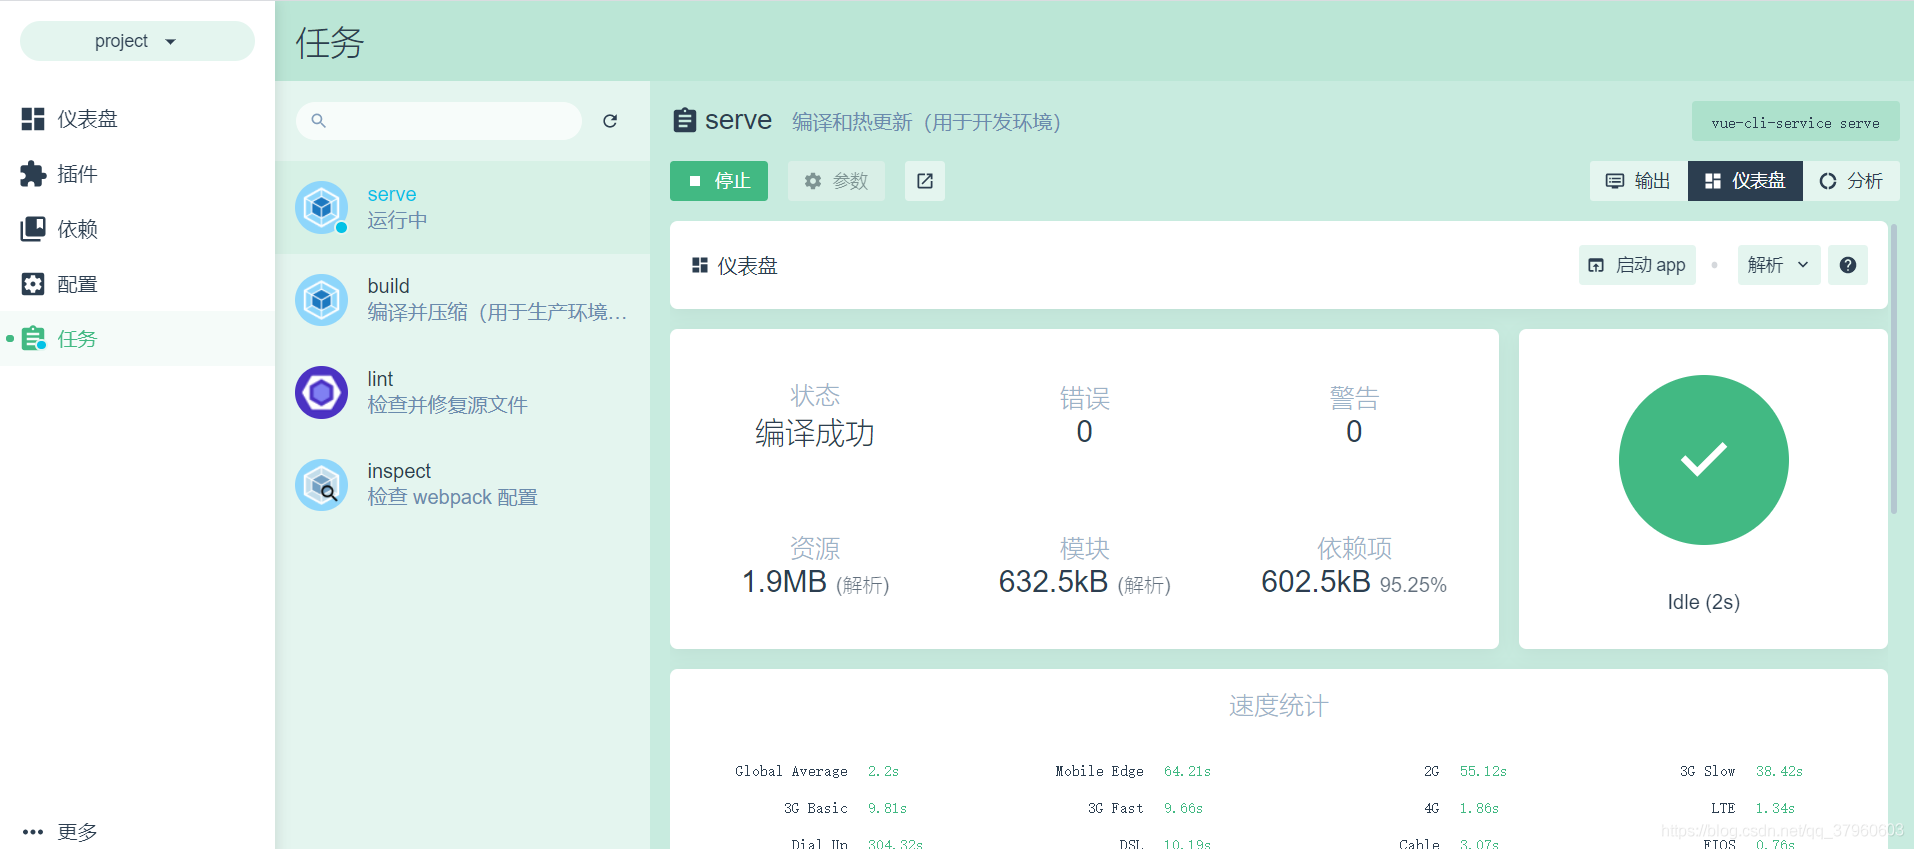 project
仪表盘
插件
依赖
配置
任务
更多
任务
serve
运行中
build
编译并压缩（用于生产环境…
lint
检查并修复源文件
inspect
检查 webpack 配置
serve 编译和热更新（用于开发环境）
vue-cli-service serve
停止 参数
输出 仪表盘 分析
仪表盘
启动 app 解析
状态 错误 警告
编译成功 0 0
资源 模块 依赖项
1.9MB (解析) 632.5kB (解析) 602.5kB 95.25%
Idle (2s)
速度统计
Global Average 2.2s Mobile Edge 64.21s 2G 55.12s 3G Slow 38.42s
3G Basic 9.81s 3G Fast 9.66s 4G 1.86s LTE 1.34s
Dial Up 304.32s DSL 10.19s Cable 3.07s FIOS 0.76s
https://blog.csdn.net/qq_37960603